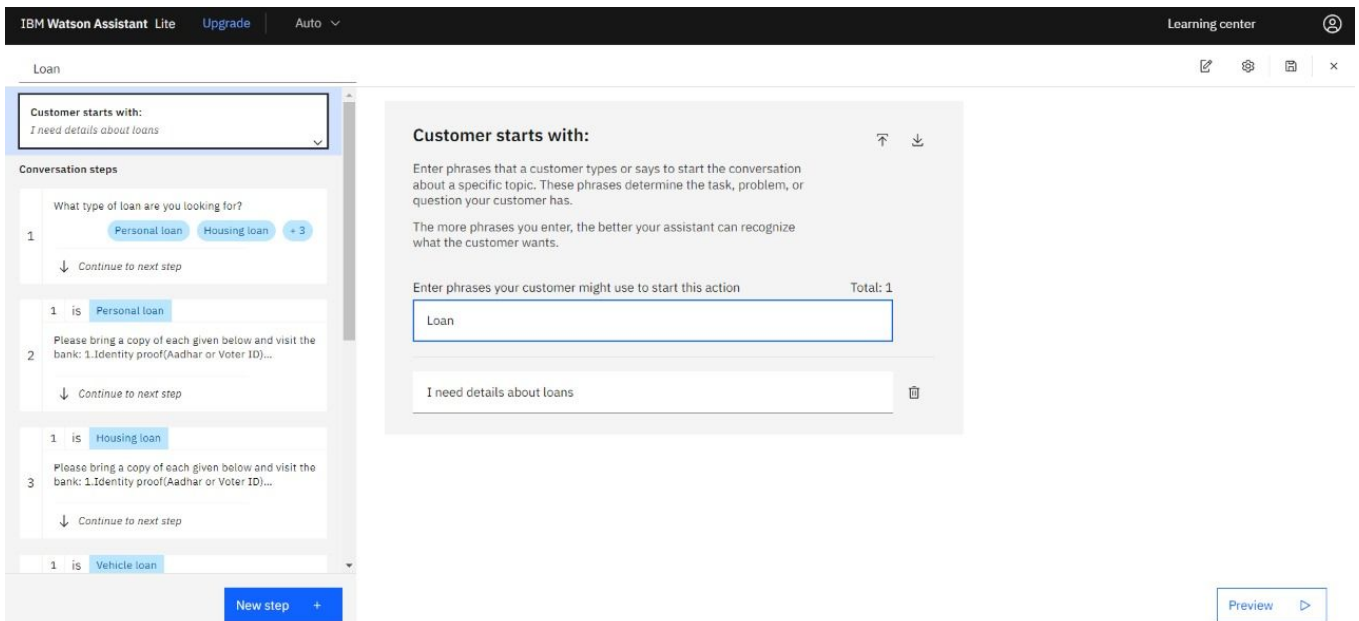 IBM Watson Assistant Lite Upgrade Auto Learning center
Loan
Customer starts with:
I need details about loans
Conversation steps
What type of loan are you looking for?
1
Personal loan Housing loan + 3
Continue to next step
1 is Personal loan
2
Please bring a copy of each given below and visit the
bank: 1.Identity proof(Aadhar or Voter ID)...
Continue to next step
1 is Housing loan
3
Please bring a copy of each given below and visit the
bank: 1.Identity proof(Aadhar or Voter ID)...
Continue to next step
1 is Vehicle loan
New step +
Customer starts with:
Enter phrases that a customer types or says to start the conversation
about a specific topic. These phrases determine the task, problem, or
question your customer has.
The more phrases you enter, the better your assistant can recognize
what the customer wants.
Enter phrases your customer might use to start this action Total: 1
Loan
I need details about loans
Preview